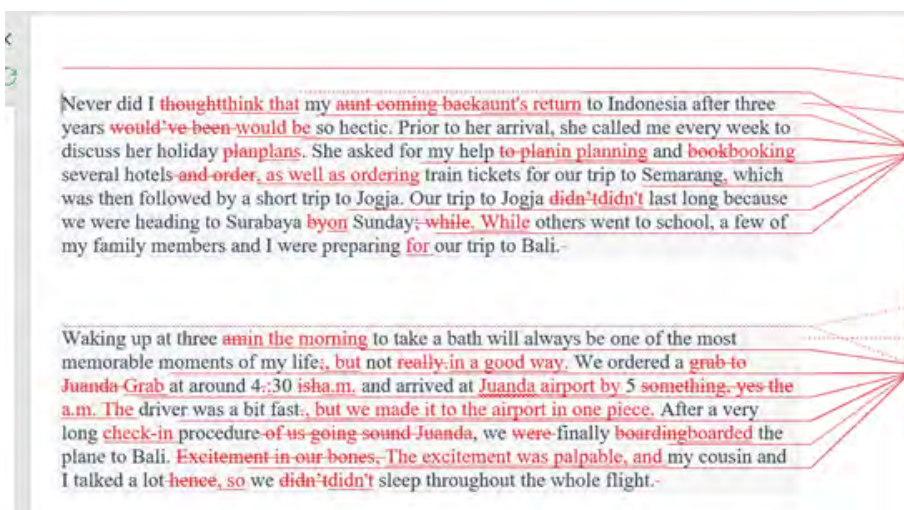 Never did I thoughtthink that my aunt coming backaunt's return to Indonesia after three
years would've been would be so hectic. Prior to her arrival, she called me every week to
discuss her holiday planplans. She asked for my help to planin planning and bookbooking
several hotels and order, as well as ordering train tickets for our trip to Semarang, which
was then followed by a short trip to Jogja. Our trip to Jogja didn'tdidn't last long because
we were heading to Surabaya byon Sunday; while. While others went to school, a few of
my family members and I were preparing for our trip to Bali.
Waking up at three amin the morning to take a bath will always be one of the most
memorable moments of my life;, but not really.in a good way. We ordered a grab to
Juanda Grab at around 4.:30 isha.m. and arrived at Juanda airport by 5 something, yes the
a.m. The driver was a bit fast., but we made it to the airport in one piece. After a very
long check-in procedure of us going sound Juanda, we were finally boardingboarded the
plane to Bali. Excitement in our bones, The excitement was palpable, and my cousin and
I talked a lot hence, so we didn'tdidn't sleep throughout the whole flight.